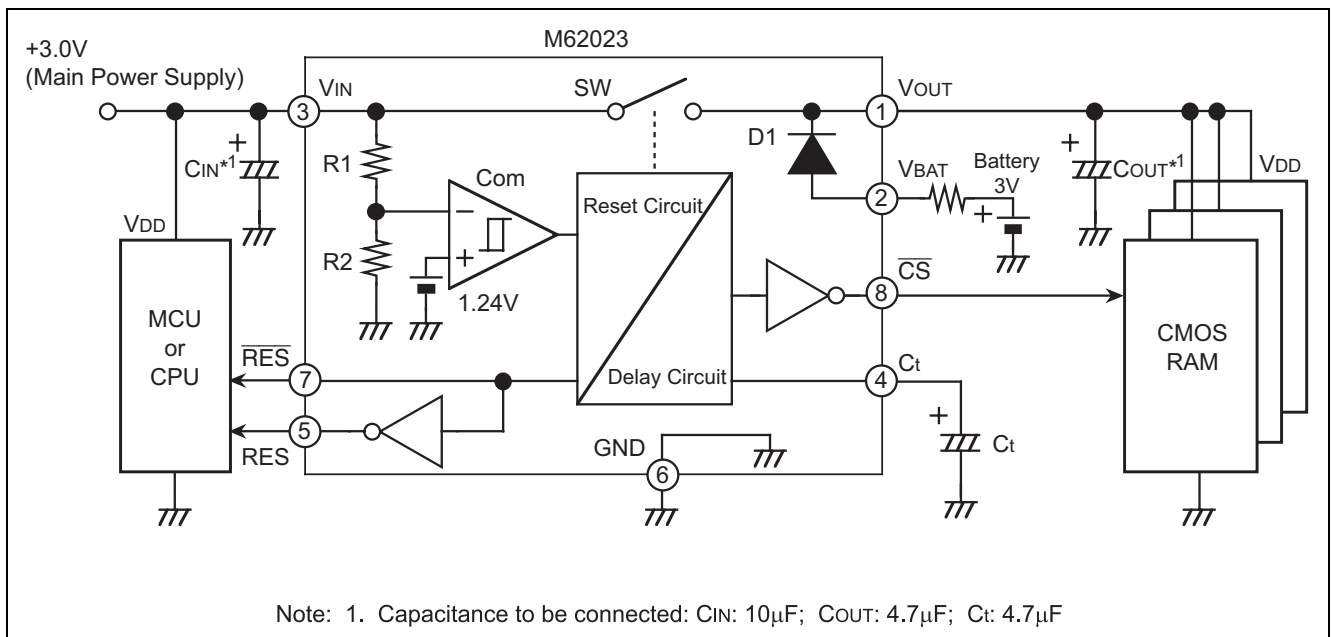 M62023
+3.0V
(Main Power Supply)
VIN
SW
VOUT
3
1
D1
CIN*1
R1
Com
VBAT
Battery
3V
COUT*1
VDD
2
Reset Circuit
VDD
R2
1.24V
CS
8
MCU
or
CPU
RES
7
Delay Circuit
Ct
4
CMOS
RAM
5
RES
GND
6
Ct
Note: 1. Capacitance to be connected: CIN: 10μF; COUT: 4.7μF; Ct: 4.7μF